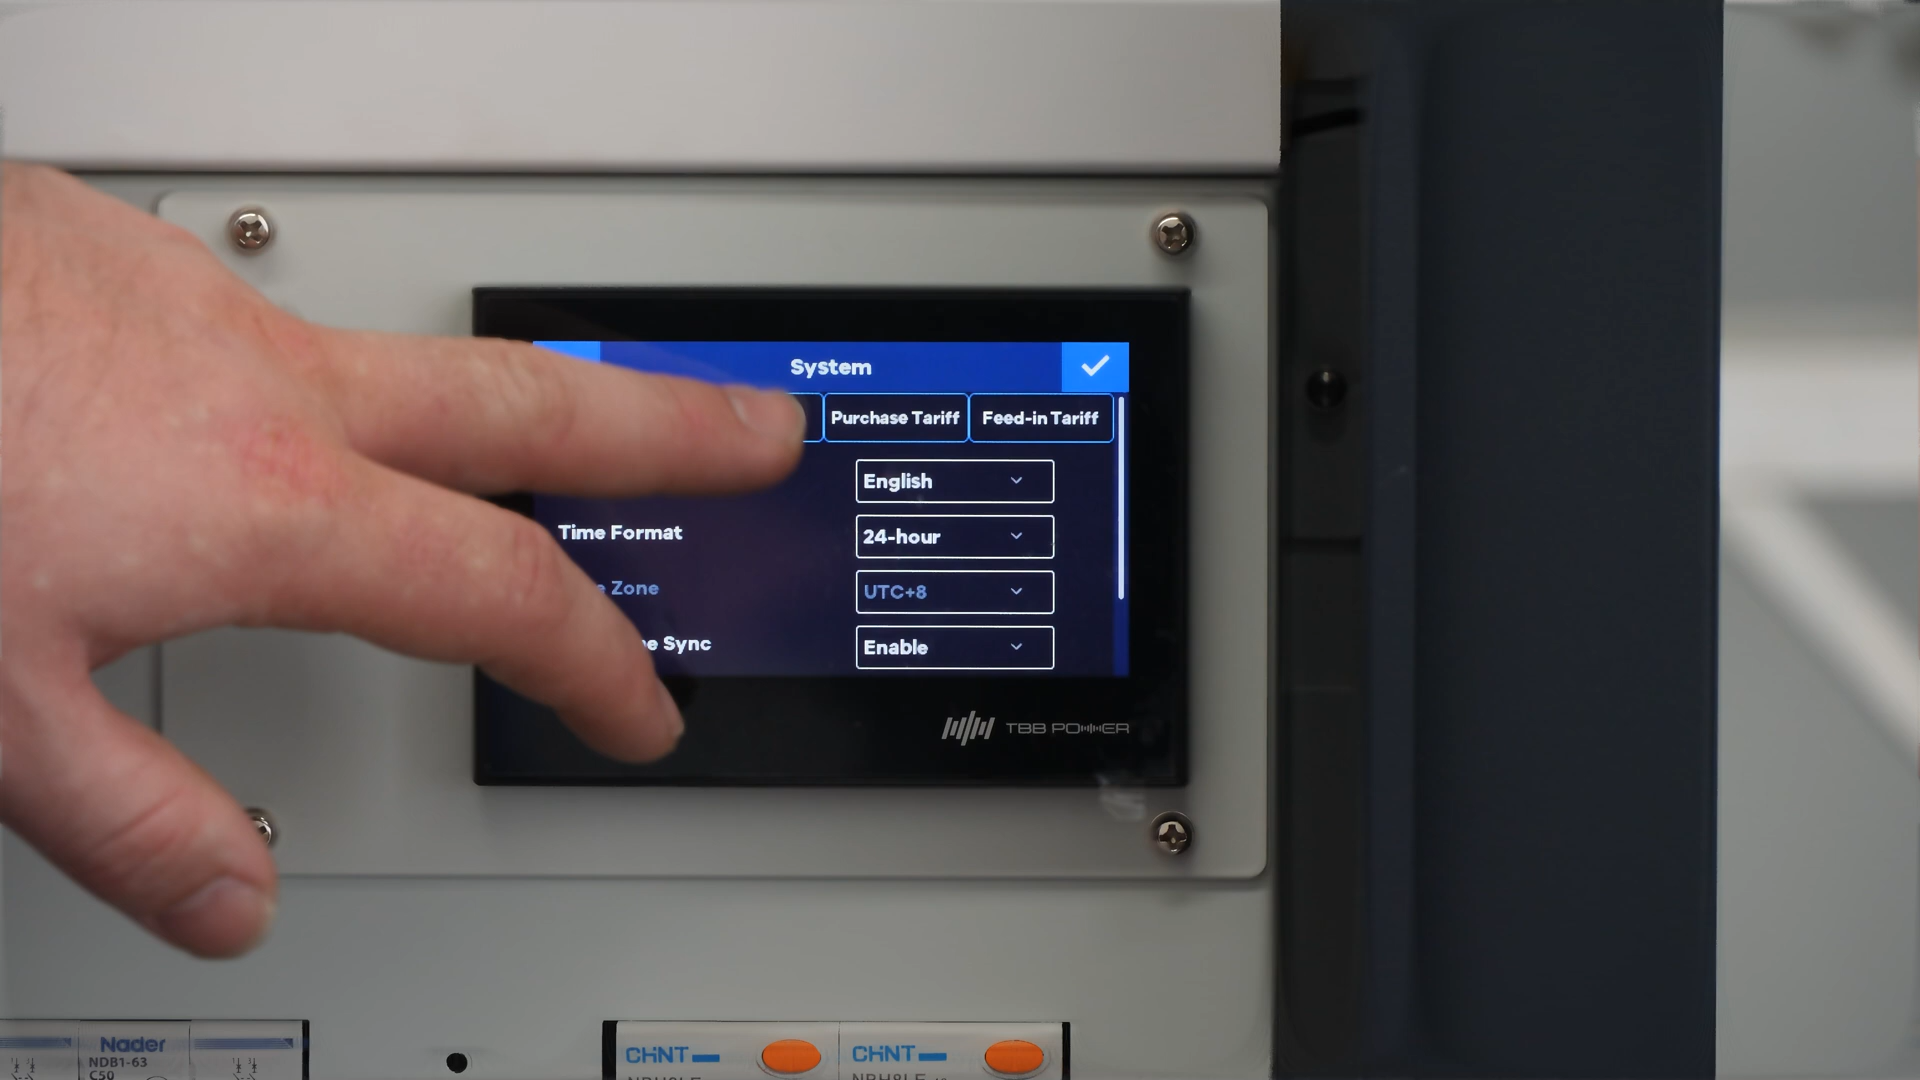 System
Purchase Tariff
Feed-in Tariff
English
Time Format
24-hour
Zone
UTC+8
Sync
Enable
TBB POWER
Nader
NDB1-63
C50
CHNT
CHNT